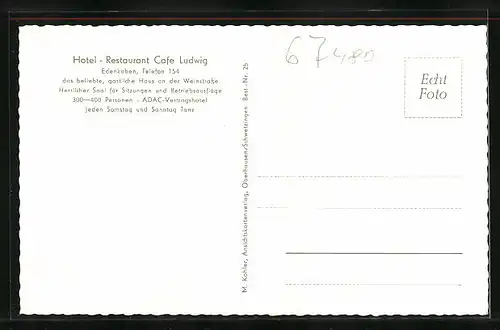 Hotel - Restaurant Cafe Ludwig
Edenkoben, Telefon 154
das beliebte, gastliche Haus an der Weinstraße
Herrlicher Saal für Sitzungen und Betriebsausflüge
300—400 Personen - ADAC-Vertragshotel
jeden Samstag und Sonntag Tanz
M. Kohler, Ansichtskartenverlag, Oberhausen/Schwetzingen Best.-Nr. 25
67480
Echt
Foto